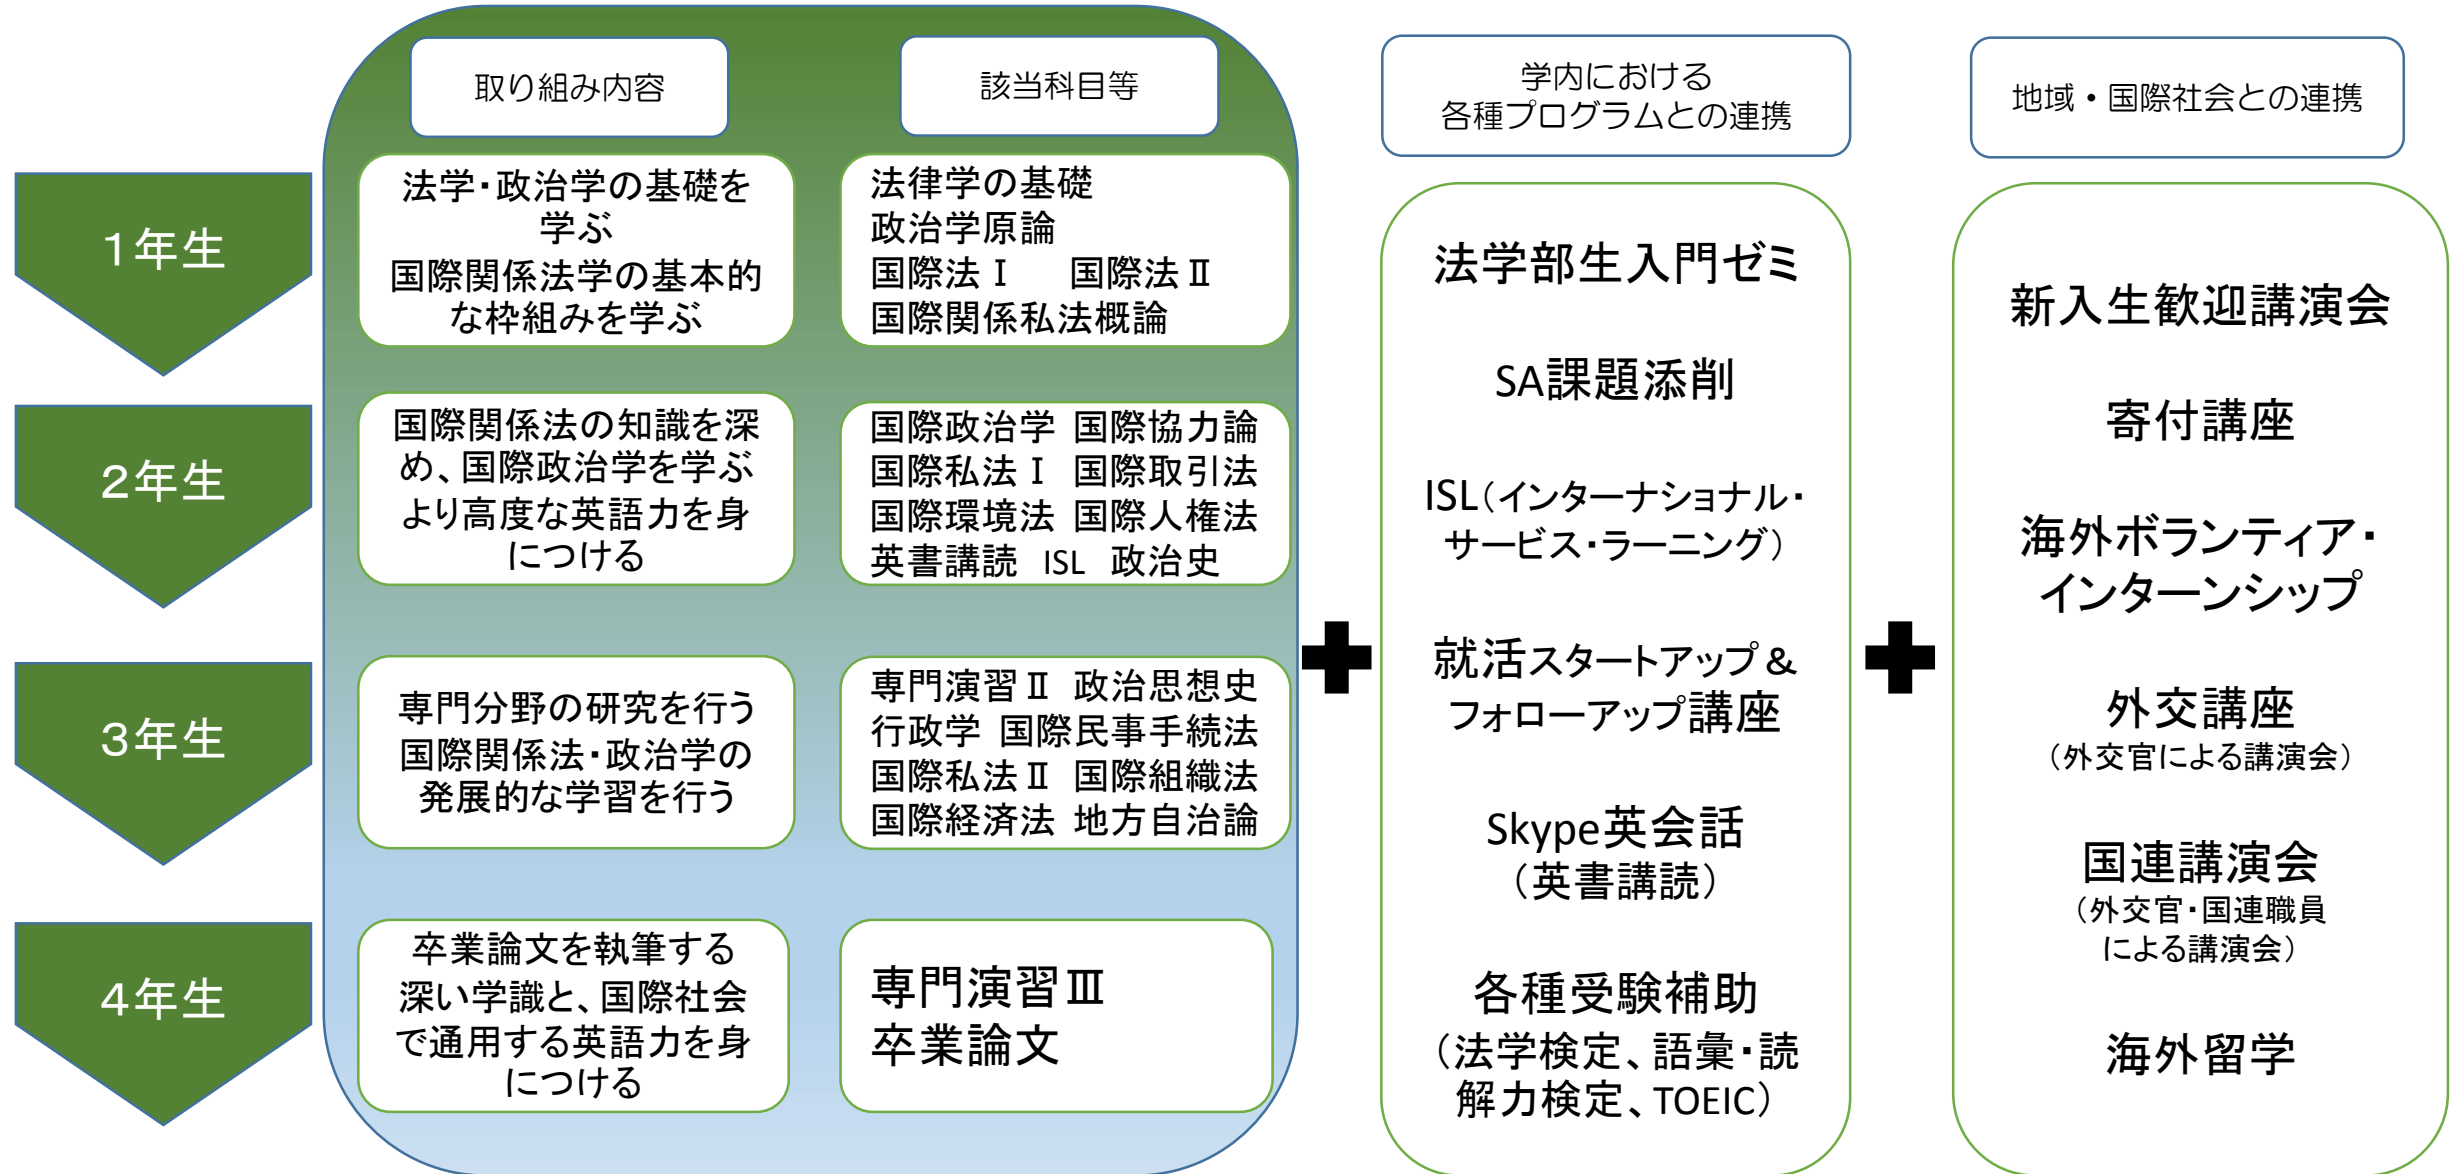 取り組み内容
該当科目等
学内における
各種プログラムとの連携
地域・国際社会との連携
1年生
法学・政治学の基礎を
学ぶ
国際関係法学の基本的
な枠組みを学ぶ
法律学の基礎
政治学原論
国際法Ⅰ　国際法Ⅱ
国際関係私法概論
2年生
国際関係法の知識を深
め、国際政治学を学ぶ
より高度な英語力を身
につける
国際政治学 国際協力論
国際私法Ⅰ 国際取引法
国際環境法 国際人権法
英書講読 ISL 政治史
3年生
専門分野の研究を行う
国際関係法・政治学の
発展的な学習を行う
専門演習Ⅱ 政治思想史
行政学 国際民事手続法
国際私法Ⅱ 国際組織法
国際経済法 地方自治論
4年生
卒業論文を執筆する
深い学識と、国際社会
で通用する英語力を身
につける
専門演習Ⅲ
卒業論文
法学部生入門ゼミ
SA課題添削
ISL(インターナショナル・
サービス・ラーニング)
就活スタートアップ＆
フォローアップ講座
Skype英会話
(英書講読)
各種受験補助
(法学検定、語彙・読
解力検定、TOEIC)
新入生歓迎講演会
寄付講座
海外ボランティア・
インターンシップ
外交講座
(外交官による講演会)
国連講演会
(外交官・国連職員
による講演会)
海外留学